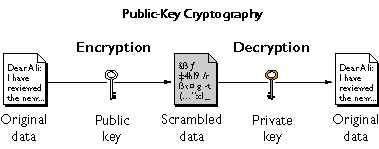 Public-Key Cryptography
Encryption
Decryption
Dear Ali:
I have
reviewed
the new...
Original
data
Public
key
Scrambled
data
Private
key
Dear Ali:
I have
reviewed
the new...
Original
data